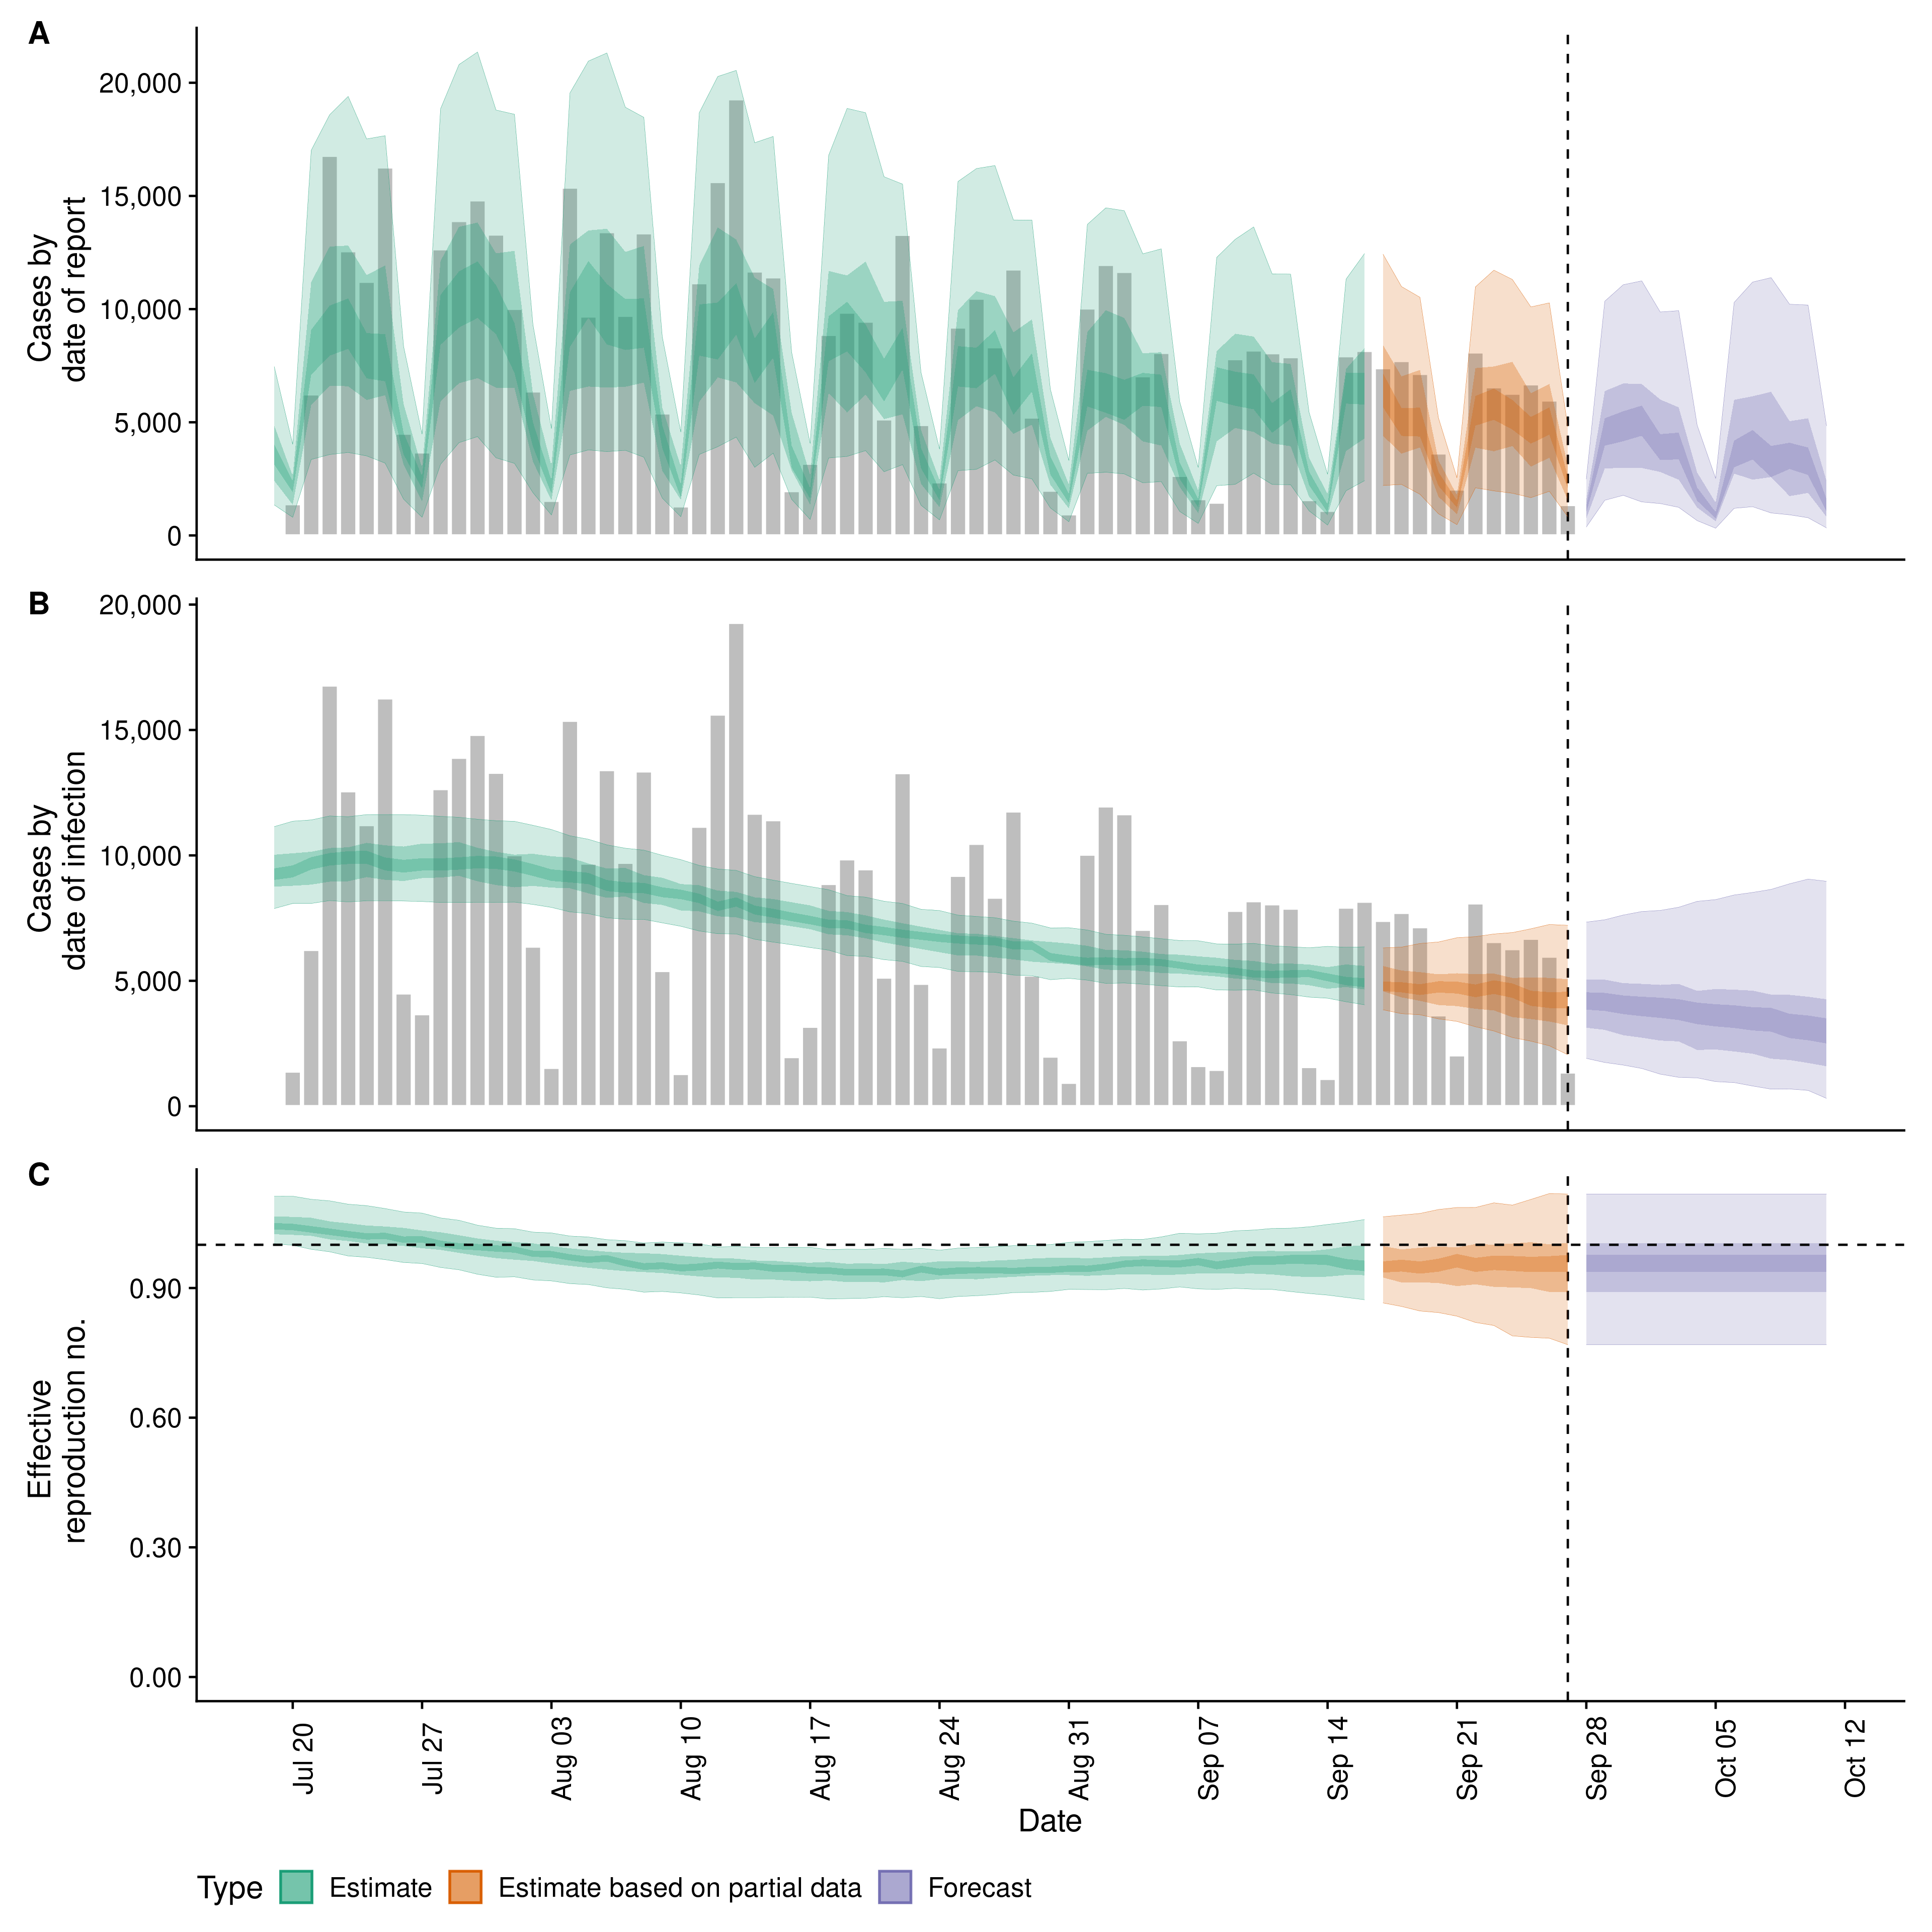 A
Cases by
date of report
20,000
15,000
10,000
5,000
0
B
Cases by
date of infection
20,000
15,000
10,000
5,000
0
C
Effective
reproduction no.
0.90
0.60
0.30
0.00
Jul 20
Jul 27
Aug 03
Aug 10
Aug 17
Aug 24
Aug 31
Sep 07
Sep 14
Sep 21
Sep 28
Oct 05
Oct 12
Date
Type
Estimate
Estimate based on partial data
Forecast